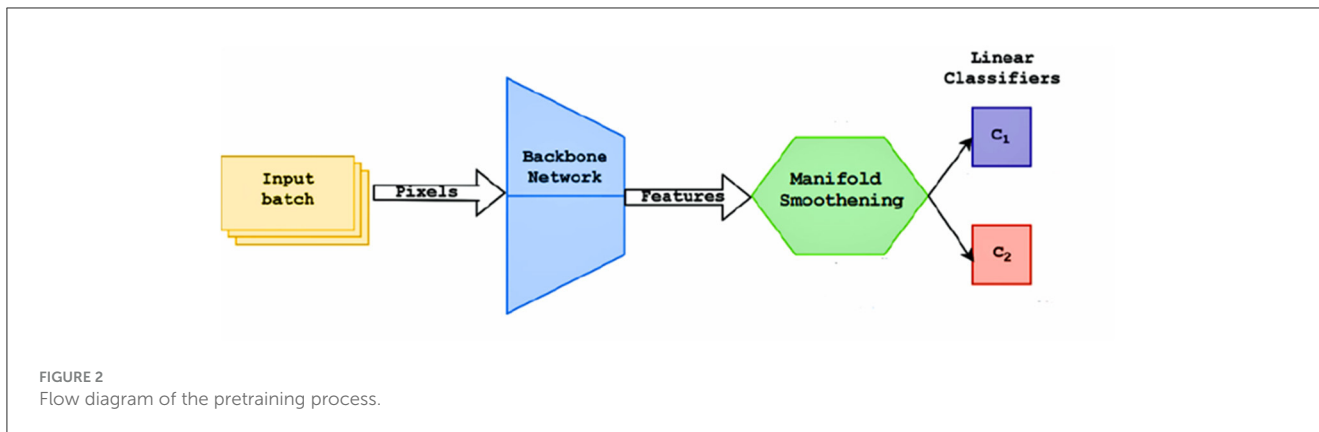 Linear
Classifiers
Input
batch
Pixels
Backbone
Network
Features
Manifold
Smoothening
C₁
C₂
FIGURE 2
Flow diagram of the pretraining process.